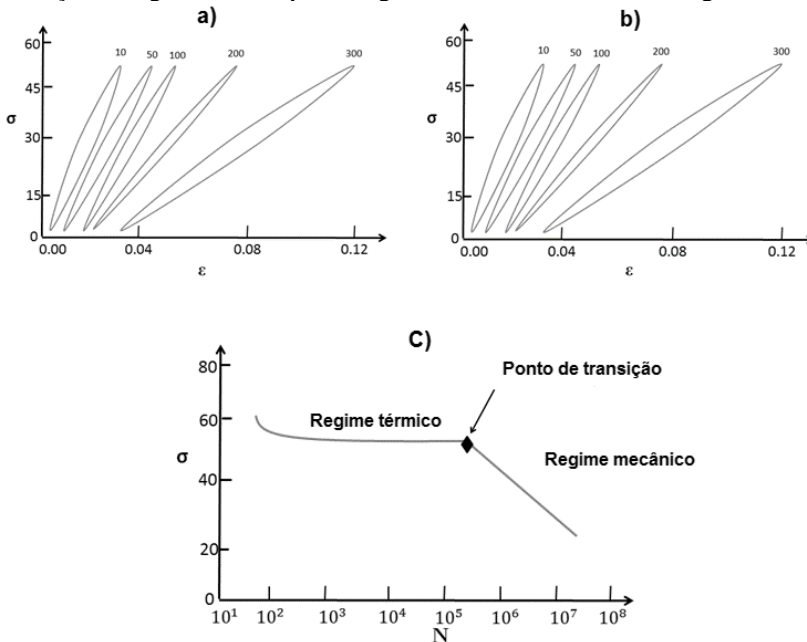 a)
60
45
σ
30
15
0
10 50 100 200 300
0.00 0.04 0.08 0.12
ε
b)
60
45
σ
30
15
0
10 50 100 200 300
0.00 0.04 0.08 0.12
ε
C)
80
60
σ
40
20
0
Ponto de transição
Regime térmico
Regime mecânico
10¹ 10² 10³ 10⁴ 10⁵ 10⁶ 10⁷ 10⁸
N